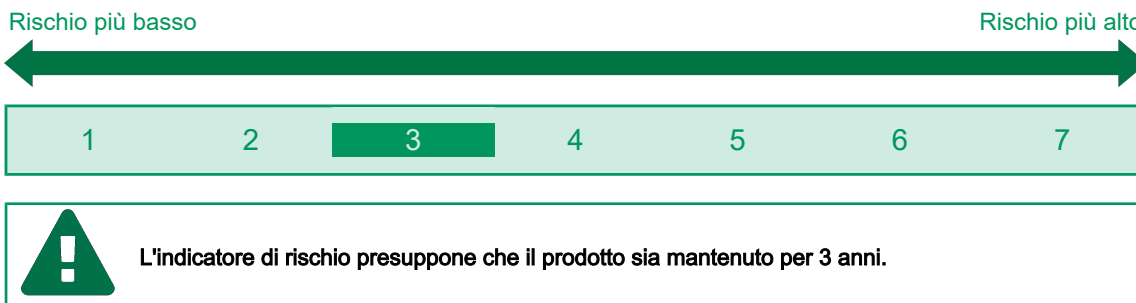 Rischio più basso Rischio più alto
1 2 3 4 5 6 7
L'indicatore di rischio presuppone che il prodotto sia mantenuto per 3 anni.